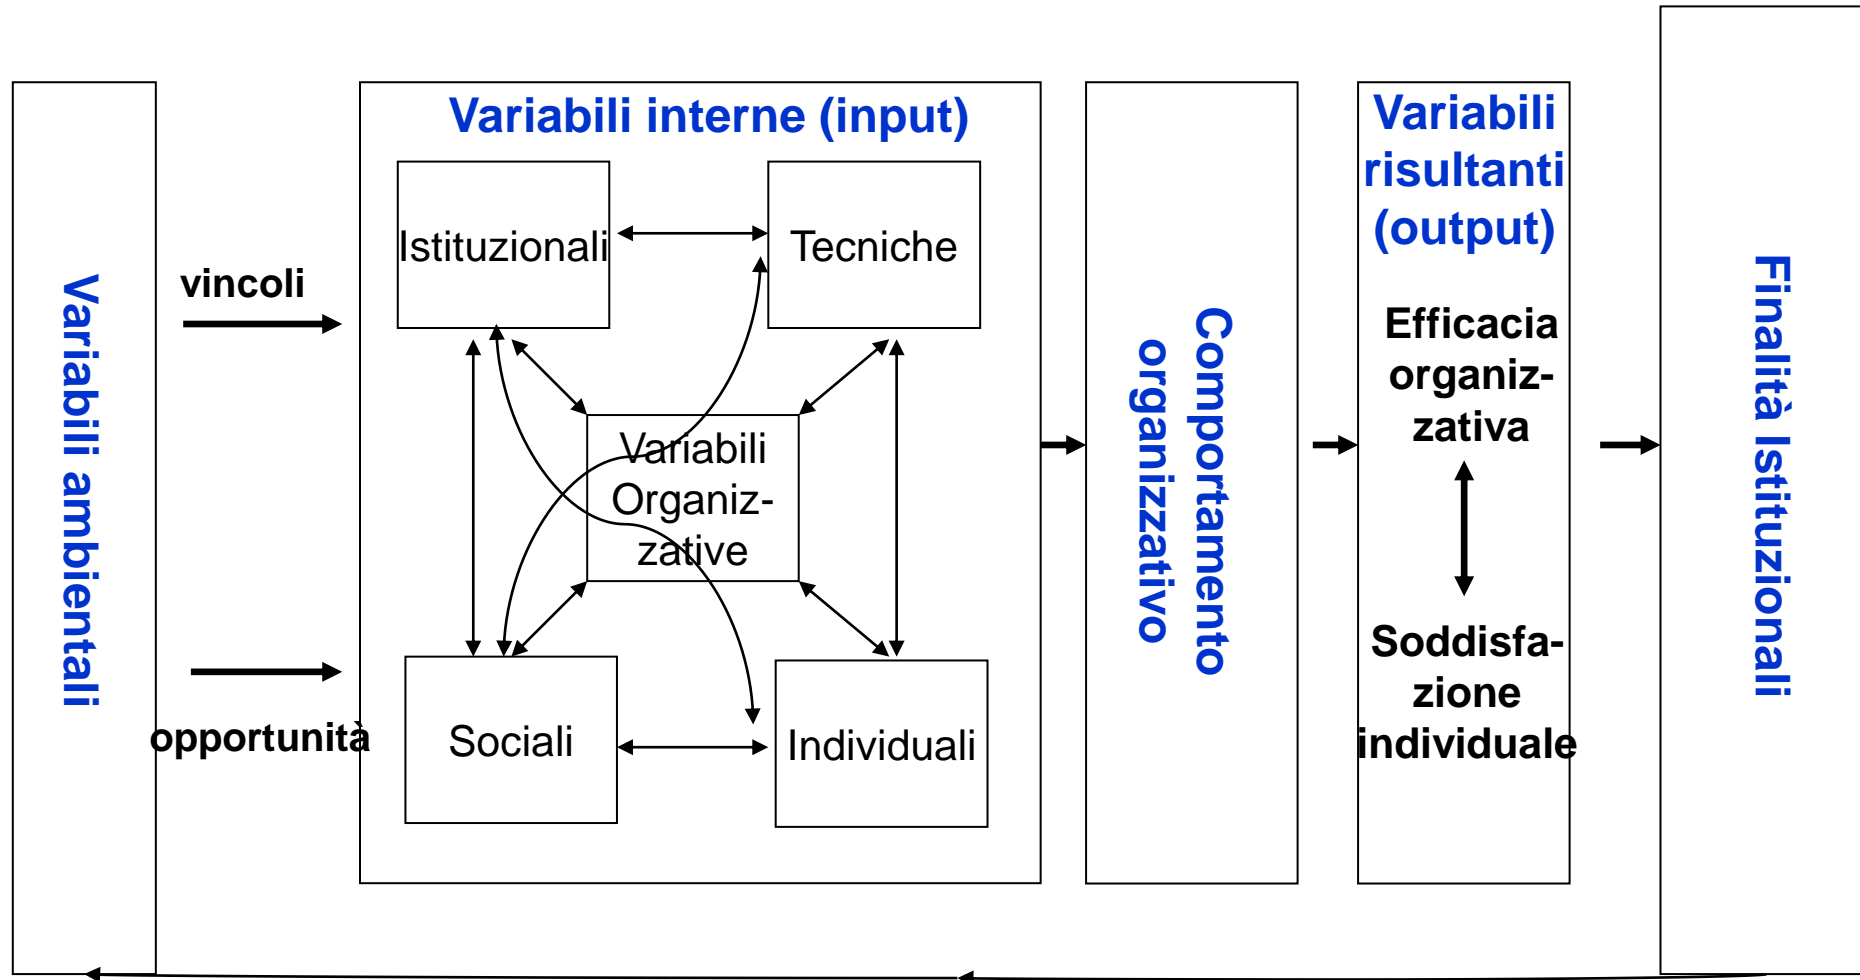 Variabili ambientali
vincoli
opportunità
Variabili interne (input)
Istituzionali
Tecniche
Variabili
Organiz-
zative
Sociali
Individuali
Comportamento
organizzativo
Variabili
risultanti
(output)
Efficacia
organiz-
zativa
Soddisfa-
zione
individuale
Finalità Istituzionali